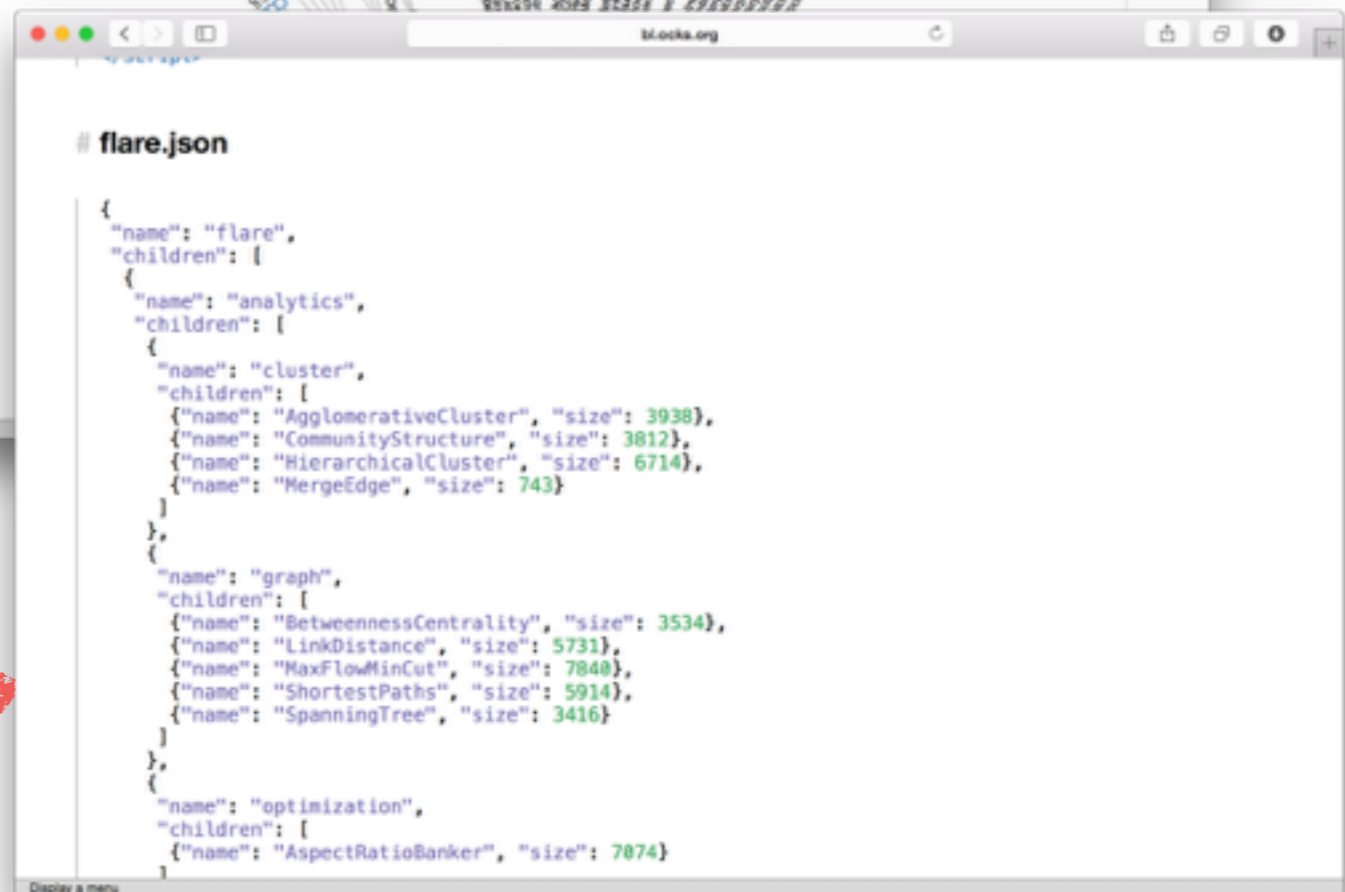 bl.ocks.org
</script>
# flare.json
{
"name": "flare",
"children": [
{
"name": "analytics",
"children": [
{
"name": "cluster",
"children": [
{"name": "AgglomerativeCluster", "size": 3938},
{"name": "CommunityStructure", "size": 3812},
{"name": "HierarchicalCluster", "size": 6714},
{"name": "MergeEdge", "size": 743}
]
},
{
"name": "graph",
"children": [
{"name": "BetweennessCentrality", "size": 3534},
{"name": "LinkDistance", "size": 5731},
{"name": "MaxFlowMinCut", "size": 7840},
{"name": "ShortestPaths", "size": 5914},
{"name": "SpanningTree", "size": 3416}
]
},
{
"name": "optimization",
"children": [
{"name": "AspectRatioBanker", "size": 7074}
]
Display a menu